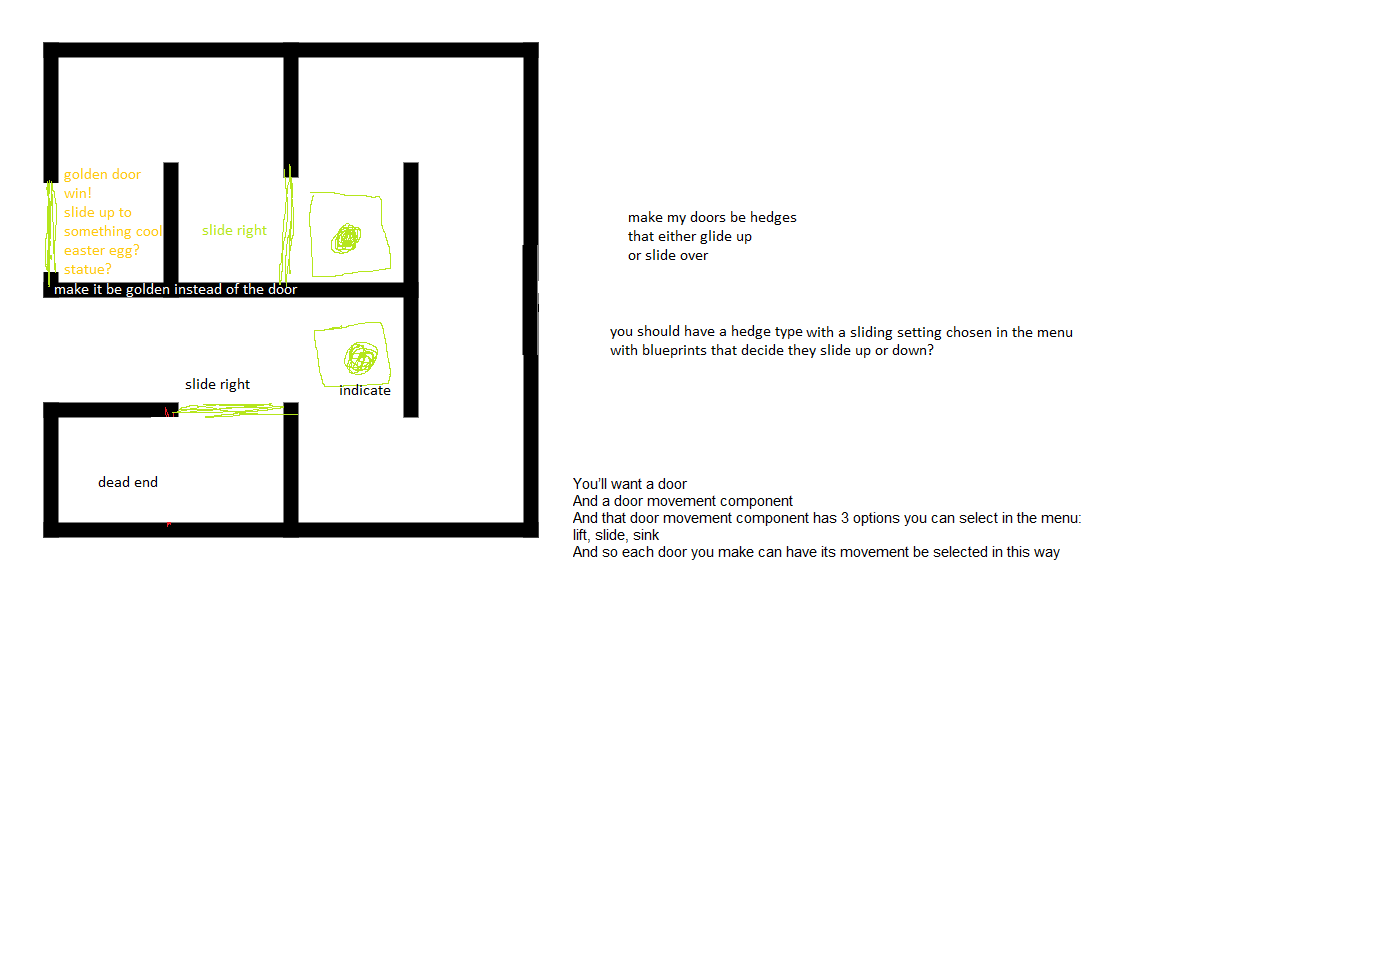 golden door
win!
slide up to
something cool
easter egg?
statue?
slide right
make it be golden instead of the door
slide right
indicate
dead end
make my doors be hedges
that either glide up
or slide over
you should have a hedge type with a sliding setting chosen in the menu
with blueprints that decide they slide up or down?
You'll want a door
And a door movement component
And that door movement component has 3 options you can select in the menu:
lift, slide, sink
And so each door you make can have its movement be selected in this way